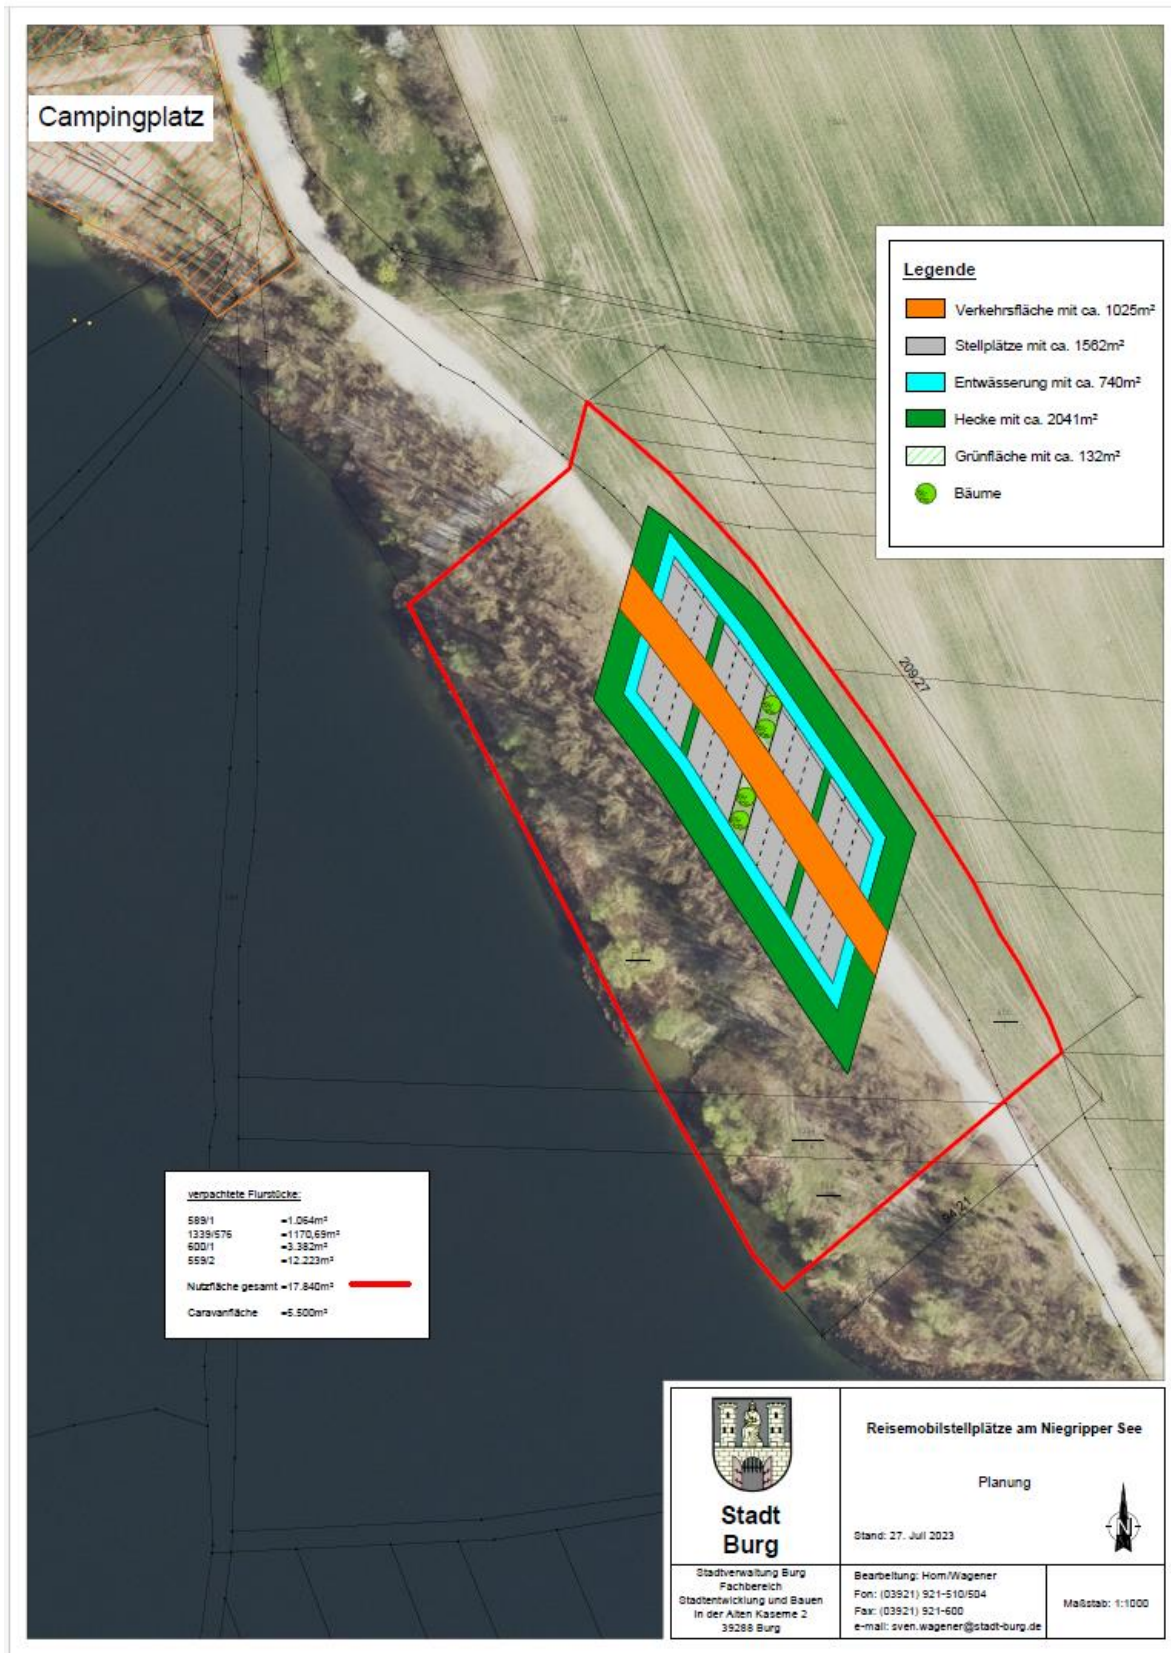 Campingplatz
Legende
Verkehrsfläche mit ca. 1025m²
Stellplätze mit ca. 1562m²
Entwässerung mit ca. 740m²
Hecke mit ca. 2041m²
Grünfläche mit ca. 132m²
Bäume
209,27
94,21
verpachtete Flurstücke:
589/1 =1.064m²
1339/576 =1170,69m²
600/1 =3.382m²
559/2 =12.223m²
Nutzfläche gesamt =17.840m²
Caravanfläche =5.500m²
Stadt
Burg
Reisemobilstellplätze am Niegripper See
Planung
N
Stand: 27. Juli 2023
Stadtverwaltung Burg
Fachbereich
Stadtentwicklung und Bauen
In der Alten Kaserne 2
39288 Burg
Bearbeitung: Horn/Wagener
Fon: (03921) 921-510/504
Fax: (03921) 921-600
e-mail: sven.wagener@stadt-burg.de
Maßstab: 1:1000